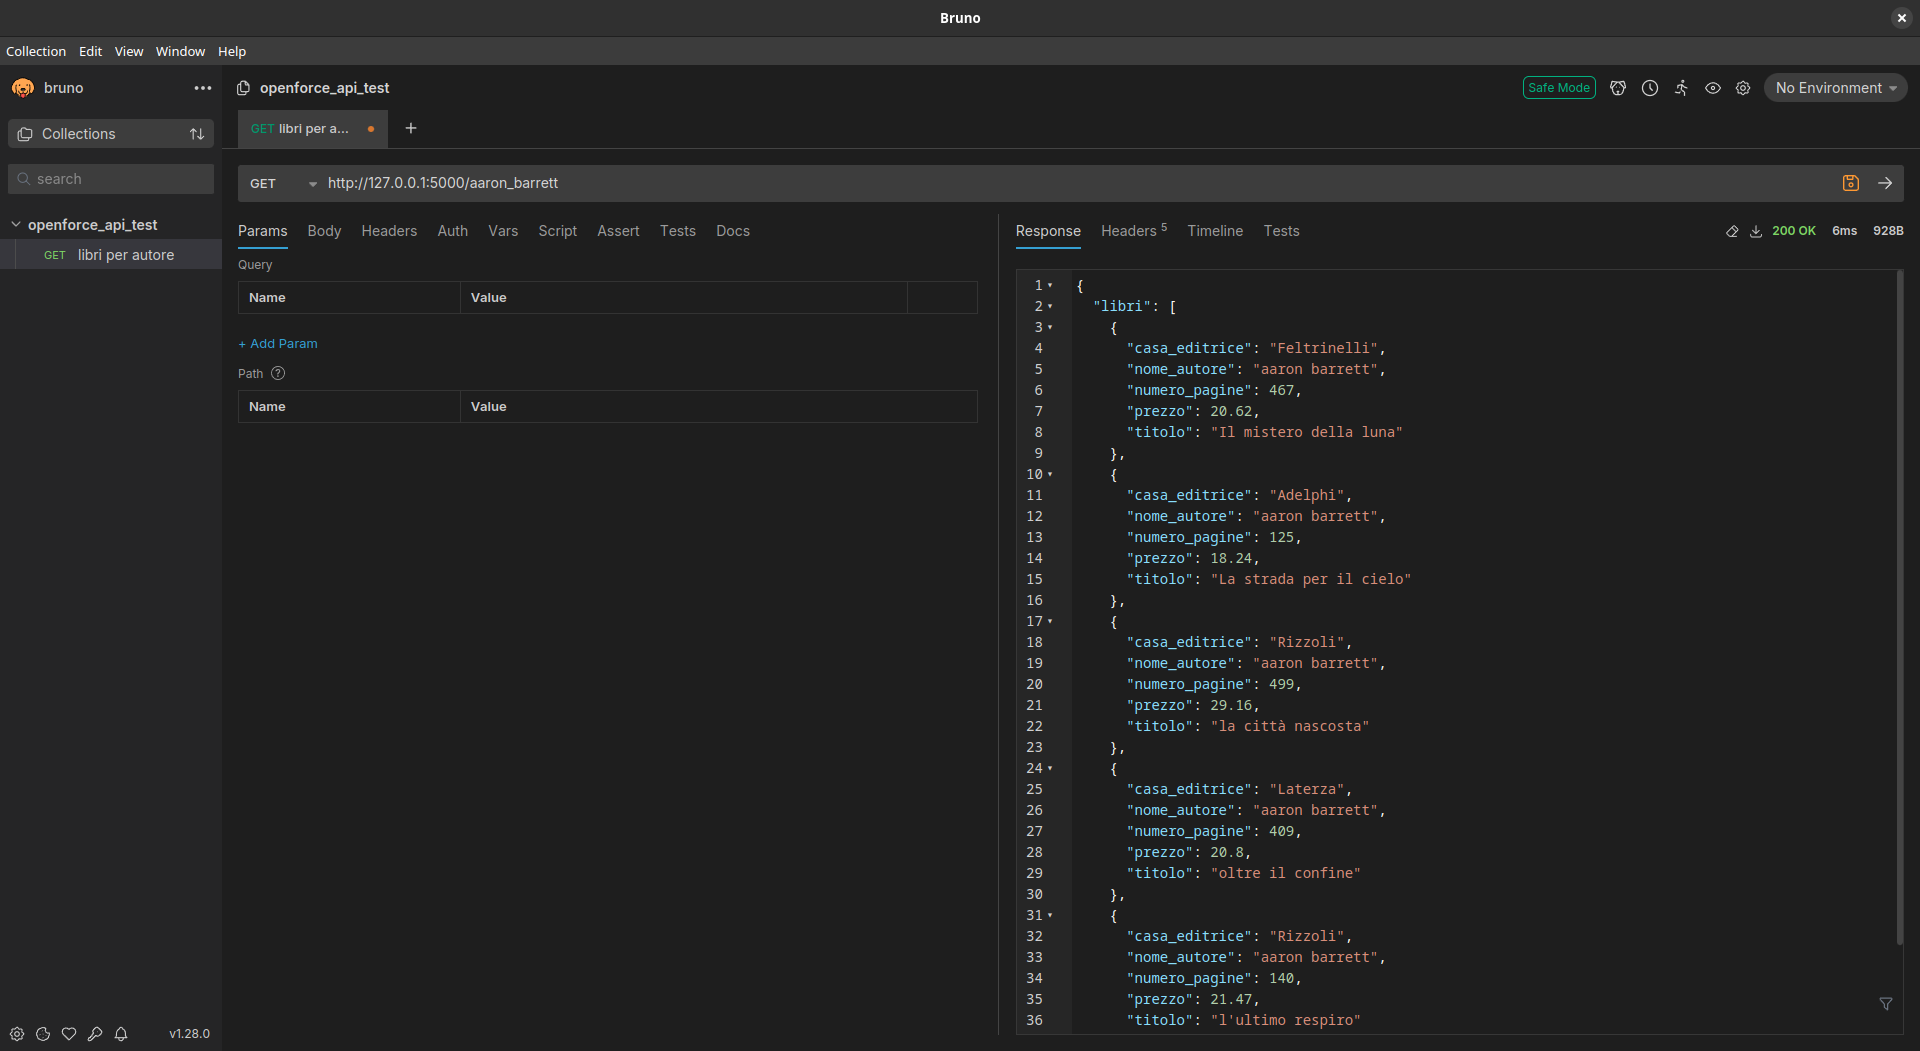 Bruno
Collection Edit View Window Help
bruno
openforce_api_test
Safe Mode
No Environment
Collections
GET libri per a...
search
GET http://127.0.0.1:5000/aaron_barrett
openforce_api_test
GET libri per autore
Params Body Headers Auth Vars Script Assert Tests Docs
Query
Name Value
+ Add Param
Path ?
Name Value
Response Headers 5 Timeline Tests
200 OK 6ms 928B
1 {
2 "libri": [
3 {
4 "casa_editrice": "Feltrinelli",
5 "nome_autore": "aaron barrett",
6 "numero_pagine": 467,
7 "prezzo": 20.62,
8 "titolo": "Il mistero della luna"
9 },
10 {
11 "casa_editrice": "Adelphi",
12 "nome_autore": "aaron barrett",
13 "numero_pagine": 125,
14 "prezzo": 18.24,
15 "titolo": "La strada per il cielo"
16 },
17 {
18 "casa_editrice": "Rizzoli",
19 "nome_autore": "aaron barrett",
20 "numero_pagine": 499,
21 "prezzo": 29.16,
22 "titolo": "la città nascosta"
23 },
24 {
25 "casa_editrice": "Laterza",
26 "nome_autore": "aaron barrett",
27 "numero_pagine": 409,
28 "prezzo": 20.8,
29 "titolo": "oltre il confine"
30 },
31 {
32 "casa_editrice": "Rizzoli",
33 "nome_autore": "aaron barrett",
34 "numero_pagine": 140,
35 "prezzo": 21.47,
36 "titolo": "l'ultimo respiro"
v1.28.0